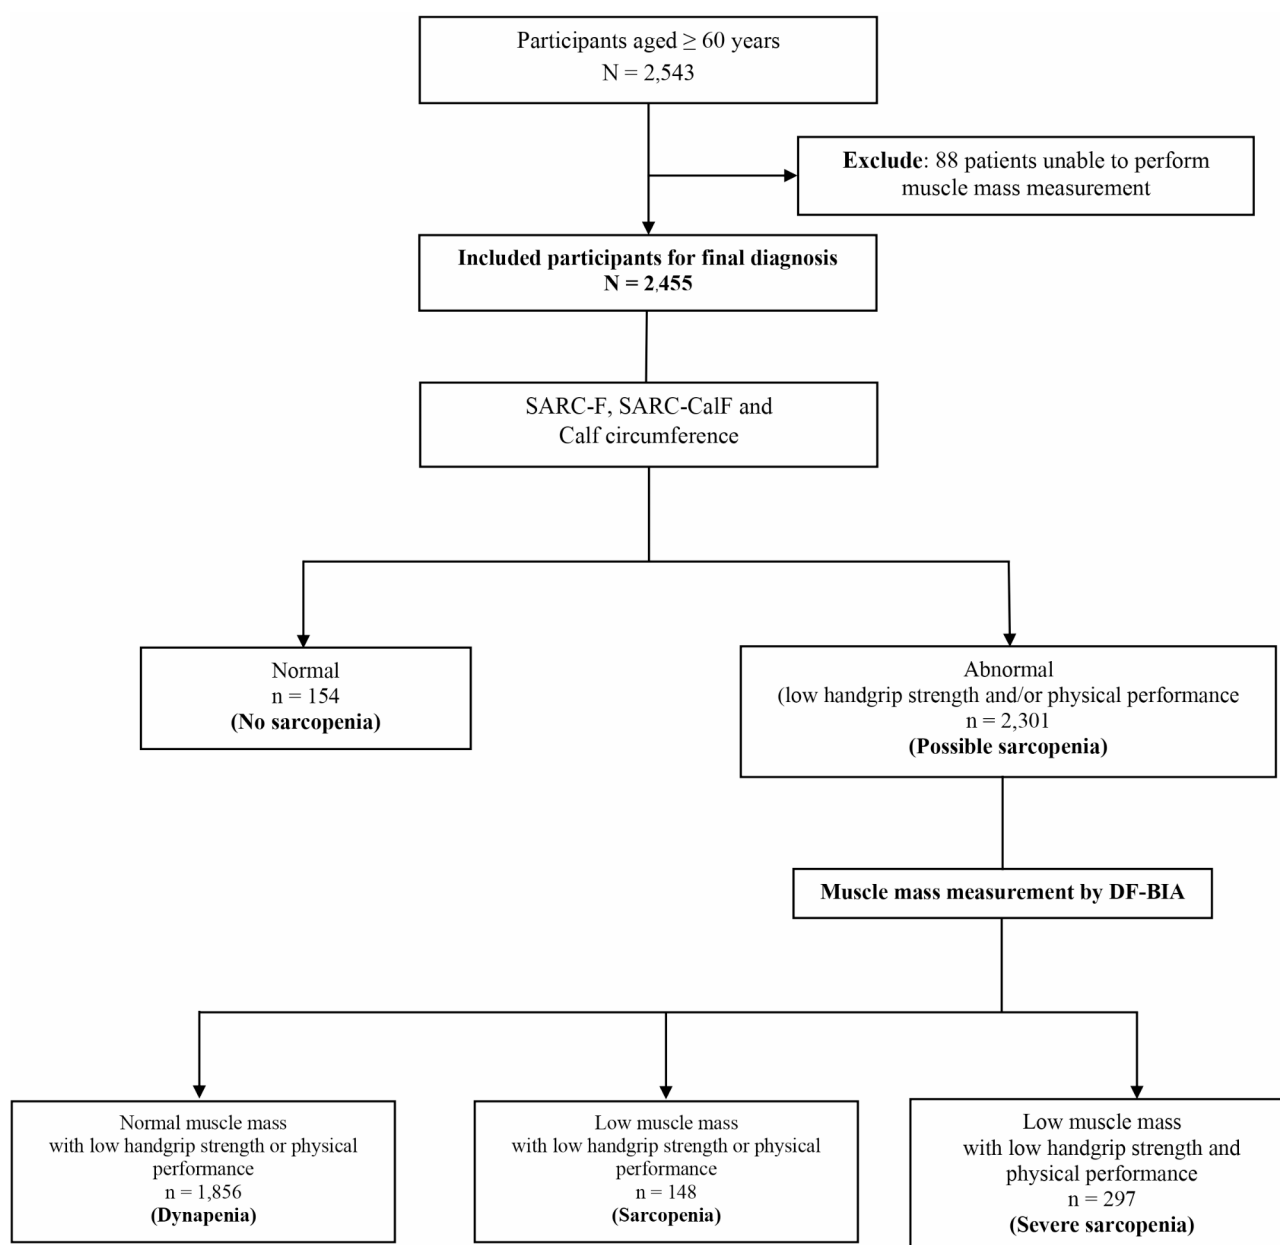 Participants aged ≥ 60 years
N = 2,543
Exclude: 88 patients unable to perform
muscle mass measurement
Included participants for final diagnosis
N = 2,455
SARC-F, SARC-CalF and
Calf circumference
Normal
n = 154
(No sarcopenia)
Abnormal
(low handgrip strength and/or physical performance
n = 2,301
(Possible sarcopenia)
Muscle mass measurement by DF-BIA
Normal muscle mass
with low handgrip strength or physical
performance
n = 1,856
(Dynapenia)
Low muscle mass
with low handgrip strength or physical
performance
n = 148
(Sarcopenia)
Low muscle mass
with low handgrip strength and
physical performance
n = 297
(Severe sarcopenia)